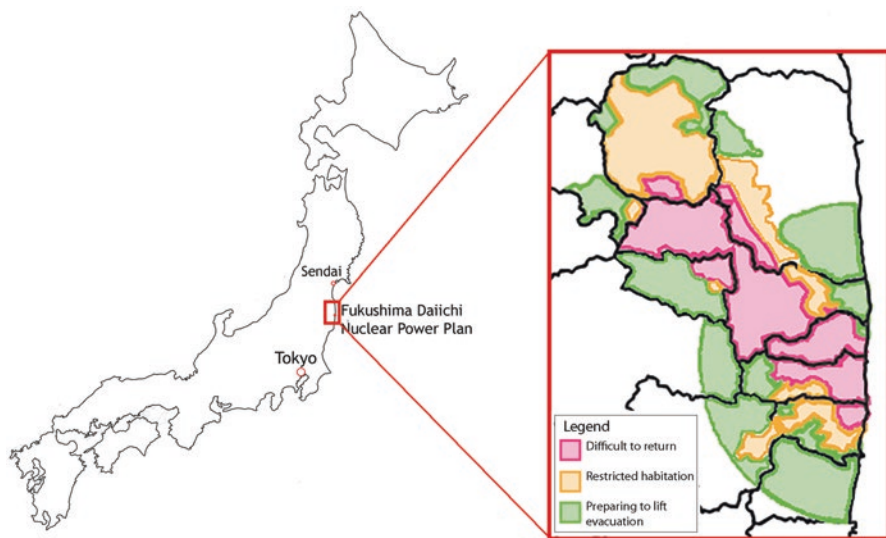 Sendai
Fukushima Daiichi
Nuclear Power Plan
Tokyo
Legend
Difficult to return
Restricted habitation
Preparing to lift
evacuation